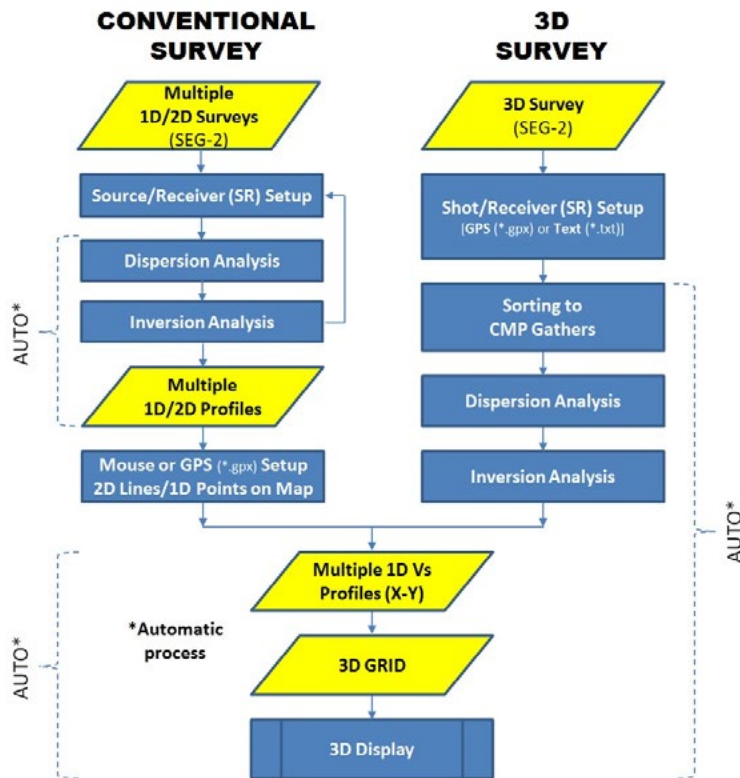 CONVENTIONAL
SURVEY
3D
SURVEY
Multiple
1D/2D Surveys
(SEG-2)
3D Survey
(SEG-2)
Source/Receiver (SR) Setup
Shot/Receiver (SR) Setup
[GPS (*.gpx) or Text (*.txt)]
Dispersion Analysis
Inversion Analysis
AUTO*
Sorting to
CMP Gathers
Multiple
1D/2D Profiles
Dispersion Analysis
Mouse or GPS (*.gpx) Setup
2D Lines/1D Points on Map
Inversion Analysis
AUTO*
Multiple 1D Vs
Profiles (X-Y)
*Automatic
process
AUTO*
3D GRID
3D Display